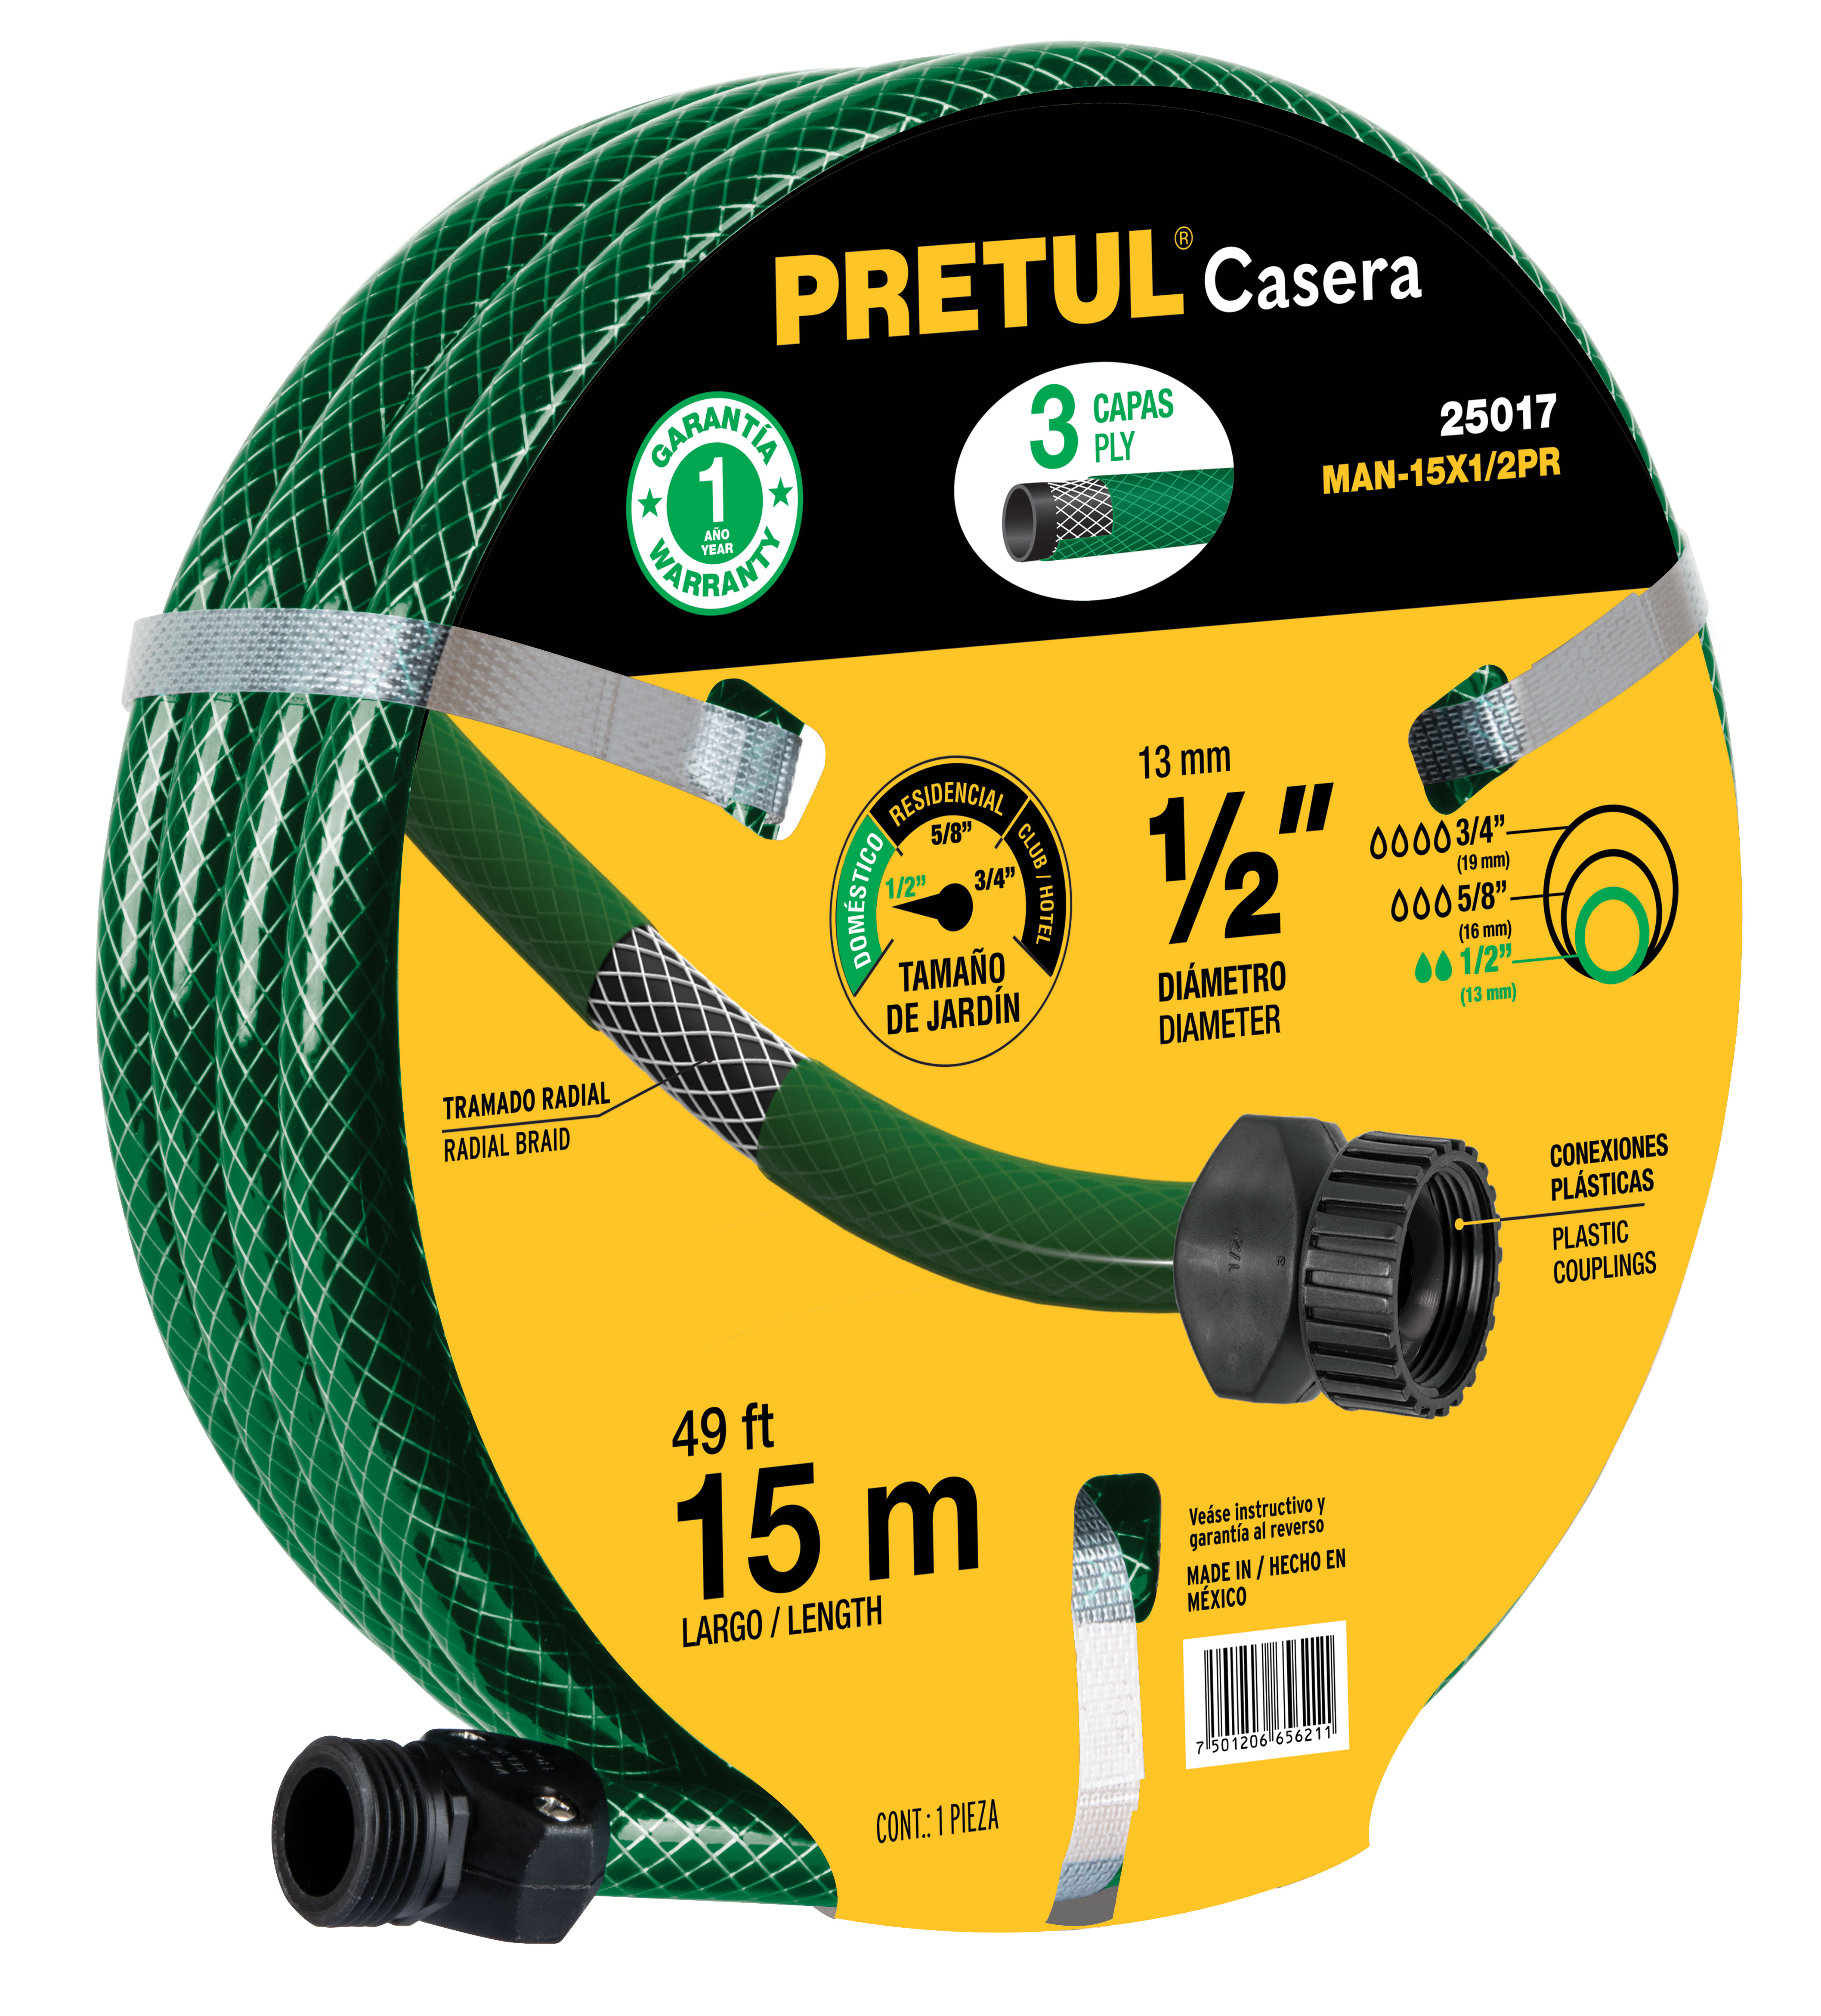 PRETUL® Casera
GARANTÍA
1
AÑO
YEAR
WARRANTY
3 CAPAS
PLY
25017
MAN-15X1/2PR
DOMÉSTICO
RESIDENCIAL
CLUB / HOTEL
1/2”
5/8”
3/4”
TAMAÑO
DE JARDÍN
13 mm
1/2”
DIÁMETRO
DIAMETER
3/4”
(19 mm)
5/8”
(16 mm)
1/2”
(13 mm)
TRAMADO RADIAL
RADIAL BRAID
CONEXIONES
PLÁSTICAS
PLASTIC
COUPLINGS
49 ft
15 m
LARGO / LENGTH
Veáse instructivo y
garantía al reverso
MADE IN / HECHO EN
MÉXICO
7 501206 656211
CONT.: 1 PIEZA